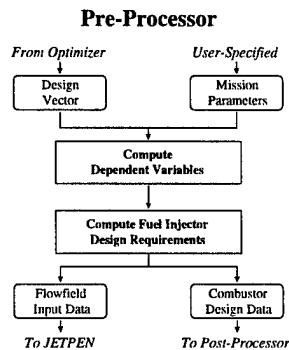 Pre-Processor
From Optimizer
User-Specified
Design
Vector
Mission
Parameters
Compute
Dependent Variables
Compute Fuel Injector
Design Requirements
Flowfield
Input Data
Combustor
Design Data
To JETPEN
To Post-Processor